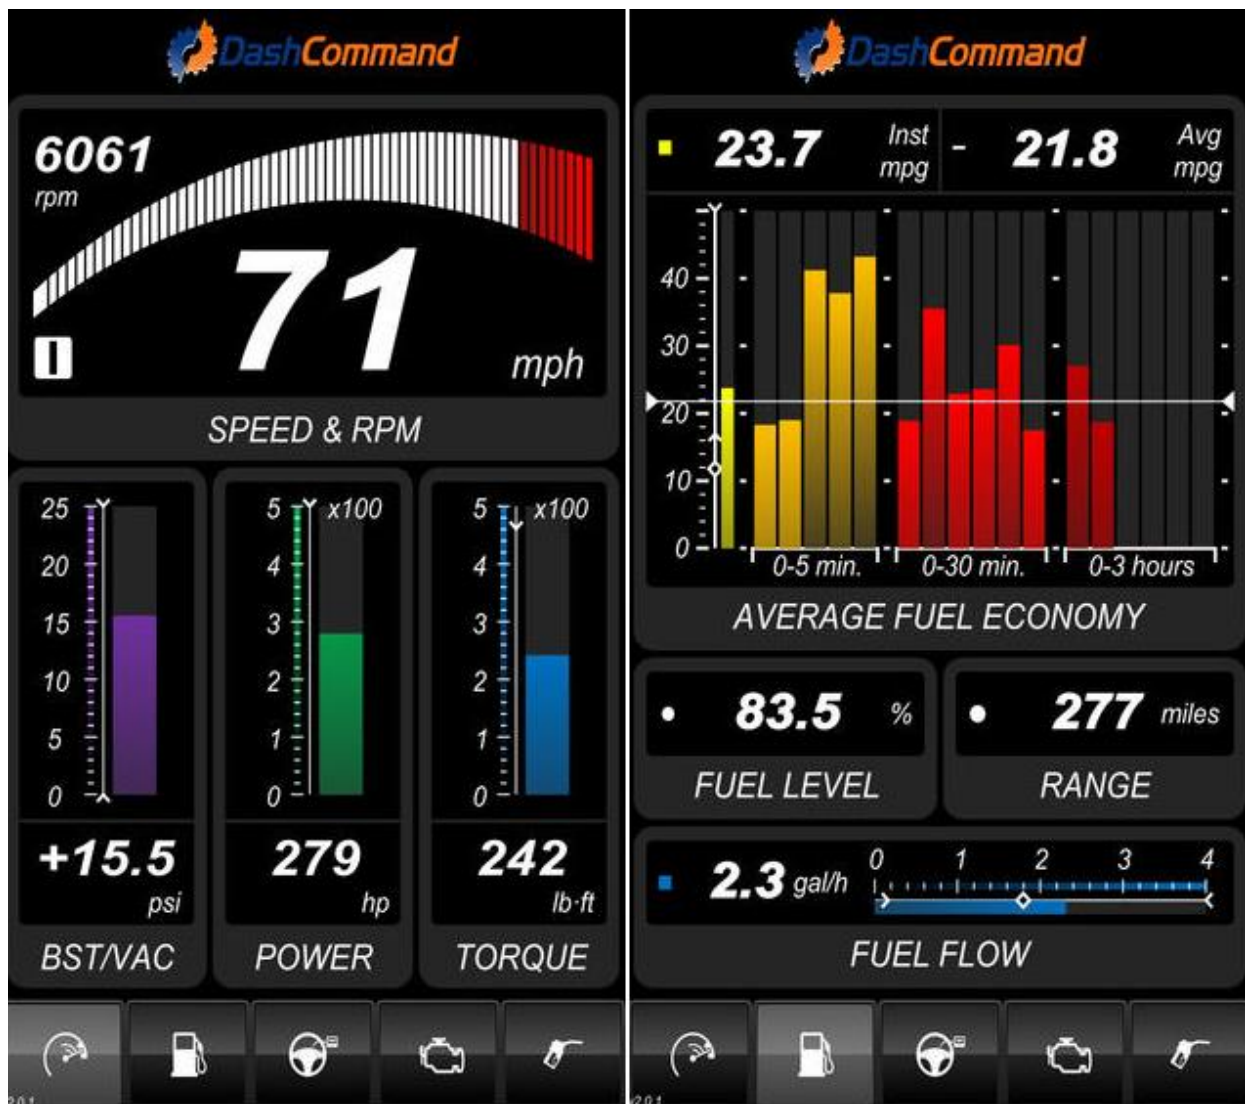 DashCommand
6061
rpm
71
mph
SPEED & RPM
25
20
15
10
5
0
+15.5
psi
BST/VAC
5 x100
4
3
2
1
0
279
hp
POWER
5 x100
4
3
2
1
0
242
lb·ft
TORQUE
DashCommand
23.7 Inst mpg
- 21.8 Avg mpg
40
30
20
10
0
0-5 min. 0-30 min. 0-3 hours
AVERAGE FUEL ECONOMY
83.5 %
FUEL LEVEL
277 miles
RANGE
2.3 gal/h
0 1 2 3 4
FUEL FLOW